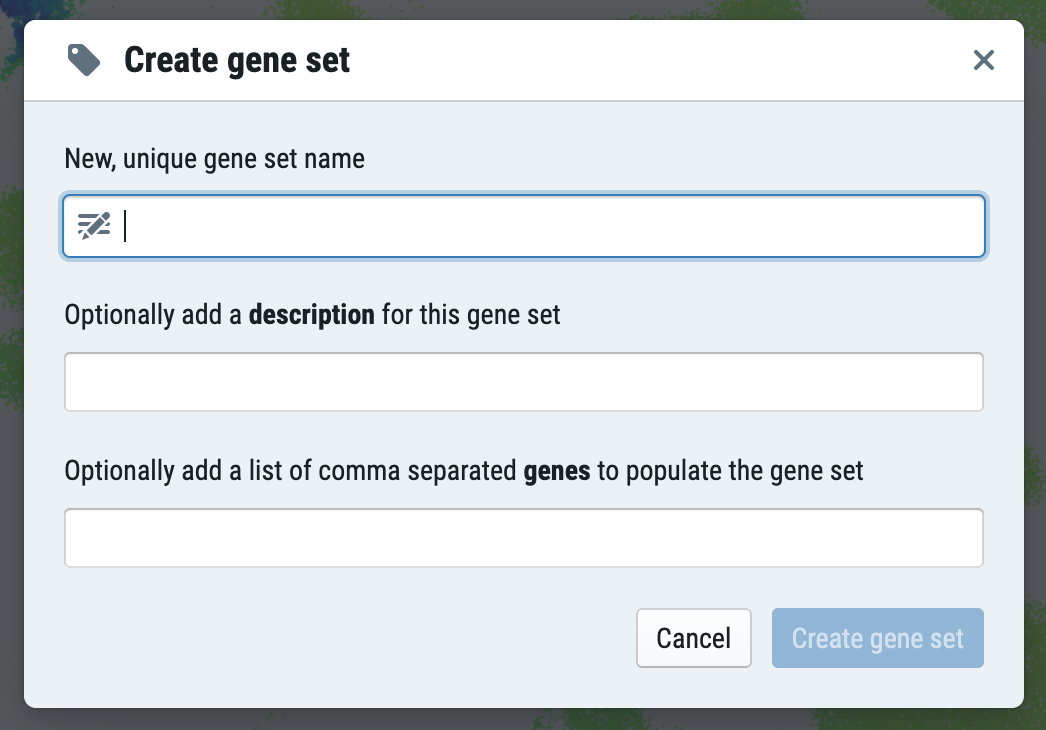 Create gene set
New, unique gene set name
Optionally add a description for this gene set
Optionally add a list of comma separated genes to populate the gene set
Cancel
Create gene set